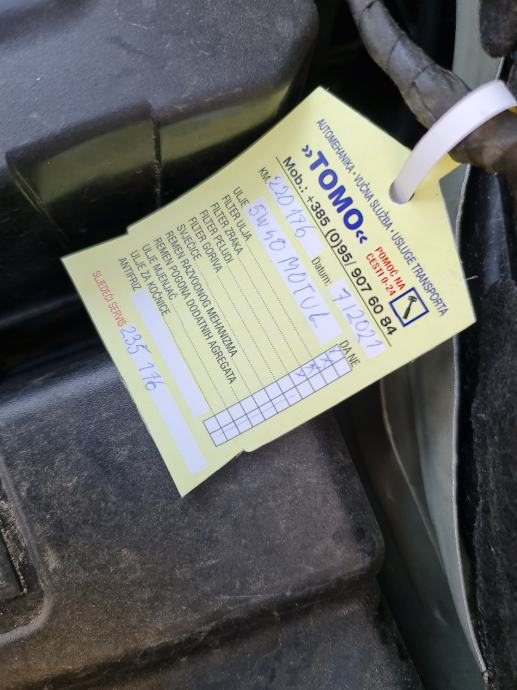 AUTOMEHANIKA • VUČNA SLUŽBA • USLUGE TRANSPORTA
»TOMO«
POMOĆ NA
CESTI 0-24
Mob.: +385 (0)95/ 907 60 84
KM: 220 176 Datum: 7/2021
DA NE
ULJE 5W40 MOTUL
FILTER ULJA
FILTER ZRAKA
FILTER PELUDI
FILTER GORIVA
SVJEĆICE
REMEN RAZVODNOG MEHANIZMA
REMEN POGONA DODATNIH AGREGATA
ULJE MJENJAČ
ULJE ZA KOČNICE
ANTIFRIZ
SLJEDEĆI SERVIS 235 176